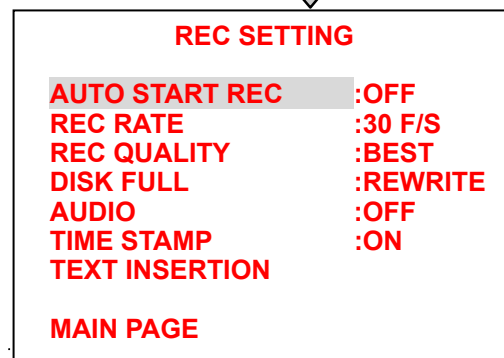 REC SETTING
AUTO START REC :OFF
REC RATE :30 F/S
REC QUALITY :BEST
DISK FULL :REWRITE
AUDIO :OFF
TIME STAMP :ON
TEXT INSERTION
MAIN PAGE